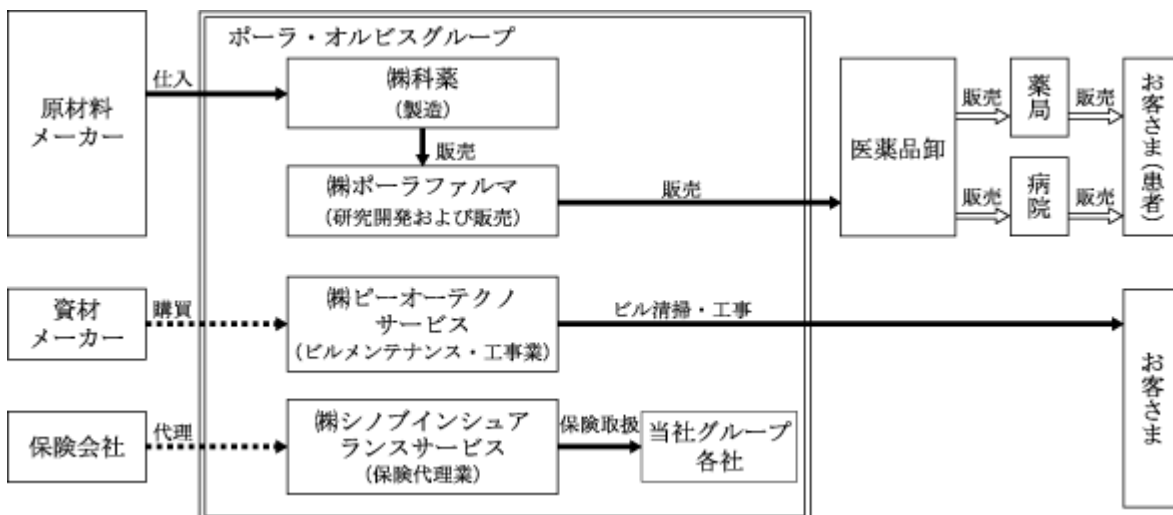 ポーラ・オルビスグループ
原材料
メーカー
仕入
㈱科薬
(製造)
販売
㈱ポーラファルマ
(研究開発および販売)
販売
医薬品卸
販売
薬局
販売
販売
病院
販売
お客さま(患者)
資材
メーカー
購買
㈱ピーオーテクノ
サービス
(ビルメンテナンス・工事業)
ビル清掃・工事
お客さま
保険会社
代理
㈱シノブインシュア
ランスサービス
(保険代理業)
保険取扱
当社グループ
各社